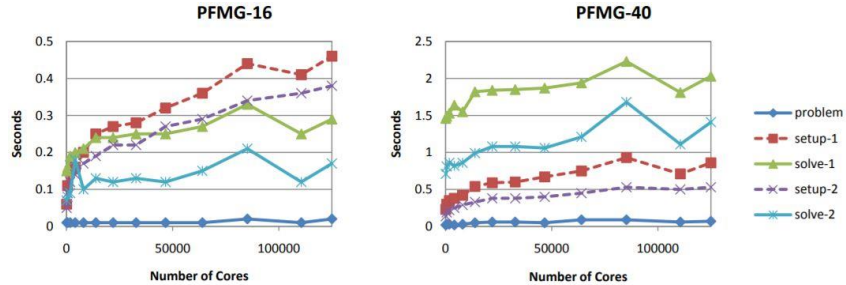 PFMG-16
0.5
0.4
0.3
0.2
0.1
0
Seconds
0
50000
100000
Number of Cores
PFMG-40
2.5
2
1.5
1
0.5
0
Seconds
0
50000
100000
Number of Cores
problem
setup-1
solve-1
setup-2
solve-2